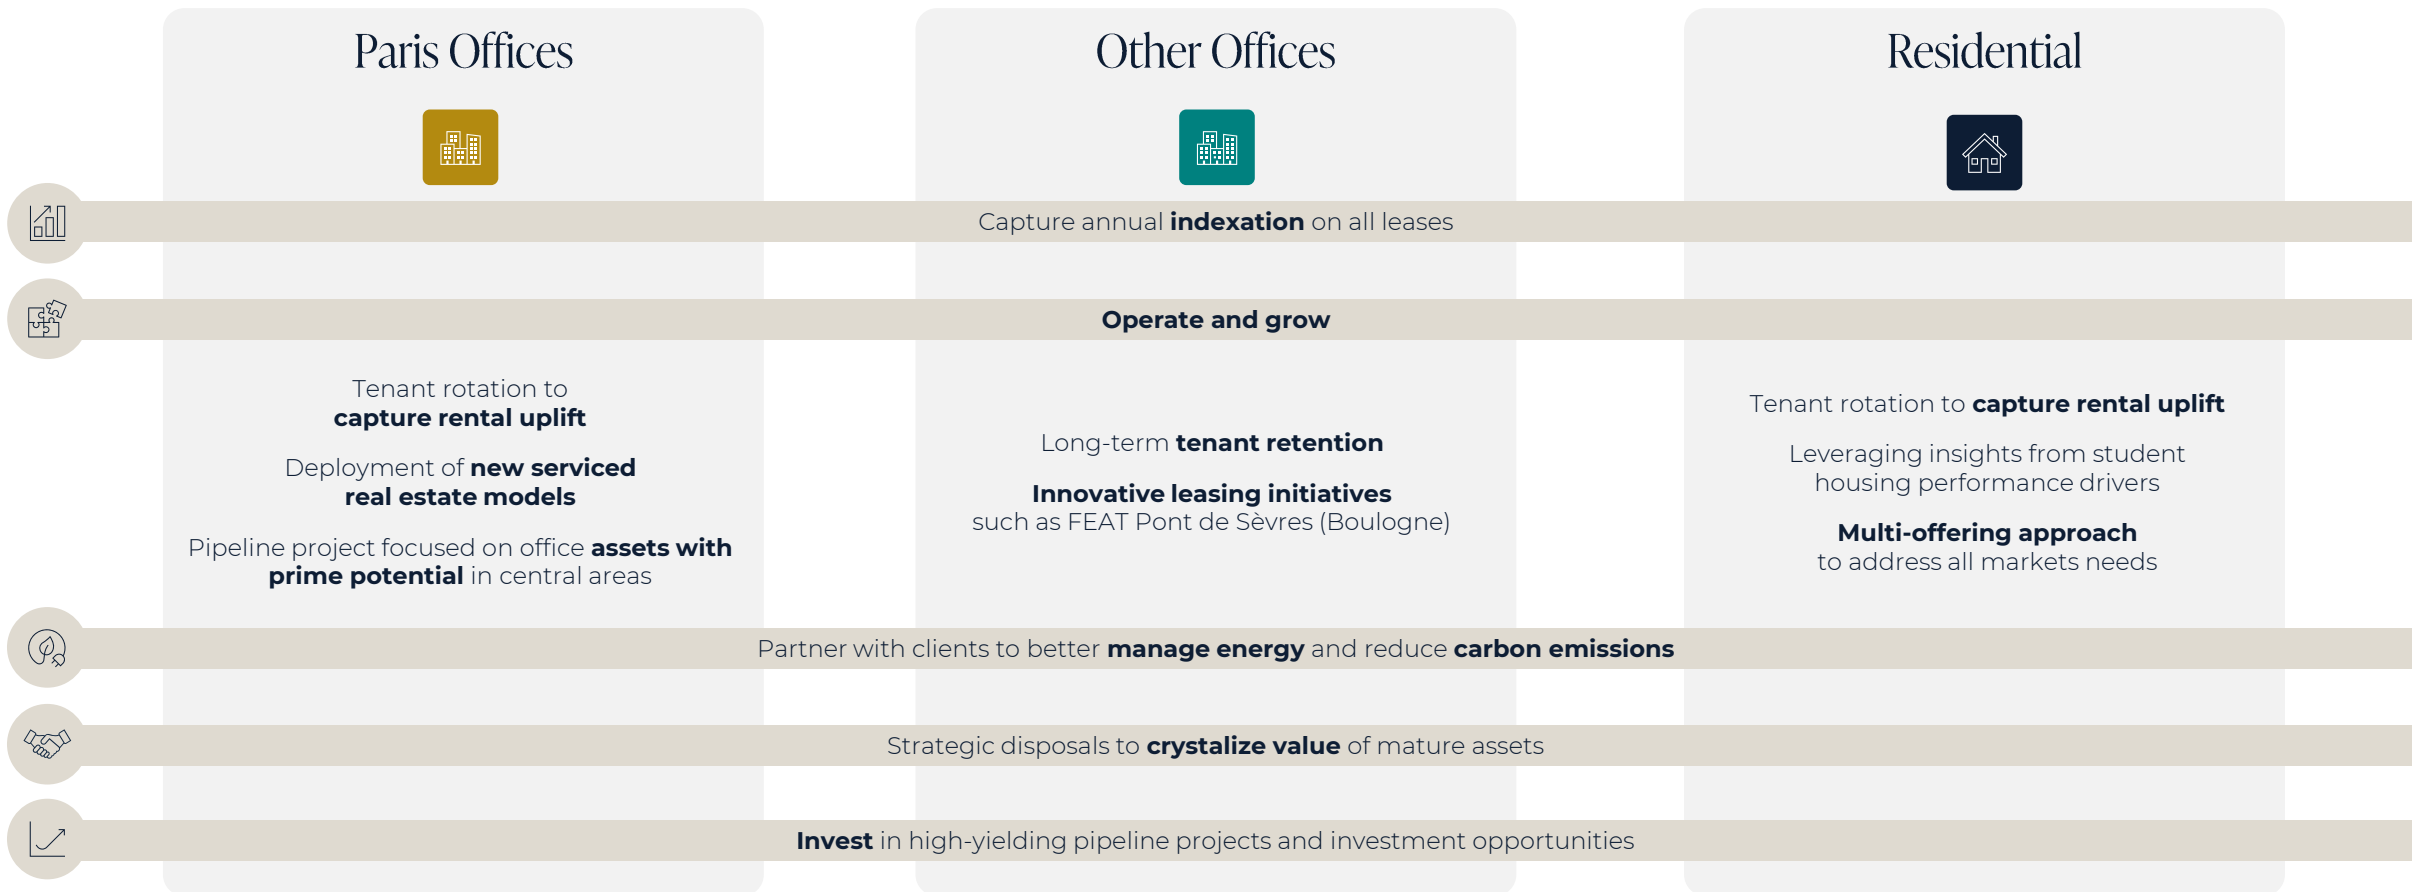 Paris Offices
Other Offices
Residential
Capture annual indexation on all leases
Operate and grow
Tenant rotation to
capture rental uplift
Deployment of new serviced
real estate models
Pipeline project focused on office assets with
prime potential in central areas
Long-term tenant retention
Innovative leasing initiatives
such as FEAT Pont de Sèvres (Boulogne)
Tenant rotation to capture rental uplift
Leveraging insights from student
housing performance drivers
Multi-offering approach
to address all markets needs
Partner with clients to better manage energy and reduce carbon emissions
Strategic disposals to crystalize value of mature assets
Invest in high-yielding pipeline projects and investment opportunities